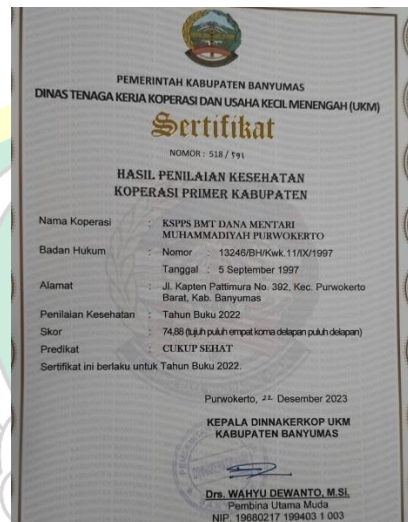 PEMERINTAH KABUPATEN BANYUMAS
DINAS TENAGA KERJA KOPERASI DAN USAHA KECIL MENENGAH (UKM)
Sertifikat
NOMOR : 518 / 591
HASIL PENILAIAN KESEHATAN
KOPERASI PRIMER KABUPATEN
Nama Koperasi : KSPPS BMT DANA MENTARI
MUHAMMADIYAH PURWOKERTO
Badan Hukum : Nomor : 13246/BH/Kwk.11/IX/1997
Tanggal : 5 September 1997
Alamat : Jl. Kapten Pattimura No. 392, Kec. Purwokerto
Barat, Kab. Banyumas
Penilaian Kesehatan : Tahun Buku 2022
Skor : 74,88 (tujuh puluh empat koma delapan puluh delapan)
Predikat : CUKUP SEHAT
Sertifikat ini berlaku untuk Tahun Buku 2022.
Purwokerto, 22 Desember 2023
KEPALA DINNAKERKOP UKM
KABUPATEN BANYUMAS
Drs. WAHYU DEWANTO, M.Si.
Pembina Utama Muda
NIP. 19680217 199403 1 003